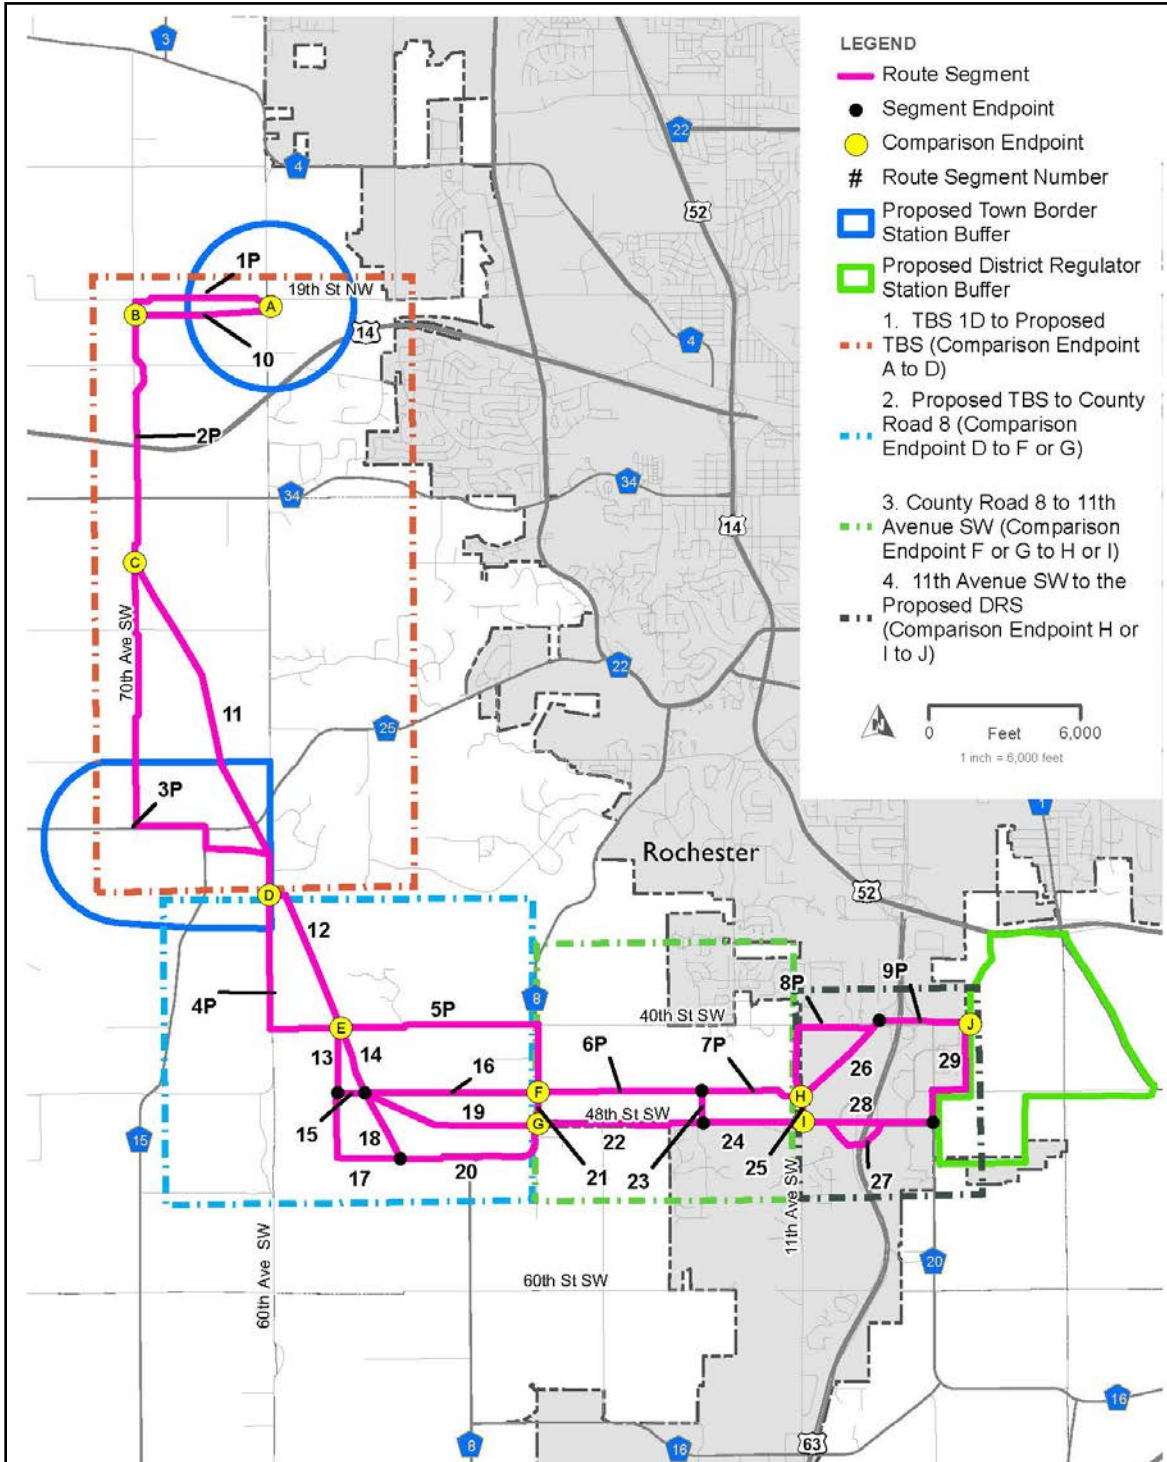 LEGEND
Route Segment
Segment Endpoint
Comparison Endpoint
# Route Segment Number
Proposed Town Border
Station Buffer
Proposed District Regulator
Station Buffer
1. TBS 1D to Proposed
TBS (Comparison Endpoint
A to D)
2. Proposed TBS to County
Road 8 (Comparison
Endpoint D to F or G)
3. County Road 8 to 11th
Avenue SW (Comparison
Endpoint F or G to H or I)
4. 11th Avenue SW to the
Proposed DRS
(Comparison Endpoint H or
I to J)
N
0 Feet 6,000
1 inch = 6,000 feet
3
22
4
52
1P
19th St NW
A
B
10
14
4
2P
34
34
14
C
70th Ave SW
22
11
25
3P
1
Rochester
52
D
12
4P
8
9P
8P
5P
40th St SW
E
J
13
14
16
6P
7P
26
29
F
H
15
19
48th St SW
28
G
I
18
22
24
15
17
20
21
23
25
27
11th Ave SW
60th Ave SW
20
60th St SW
16
8
16
63